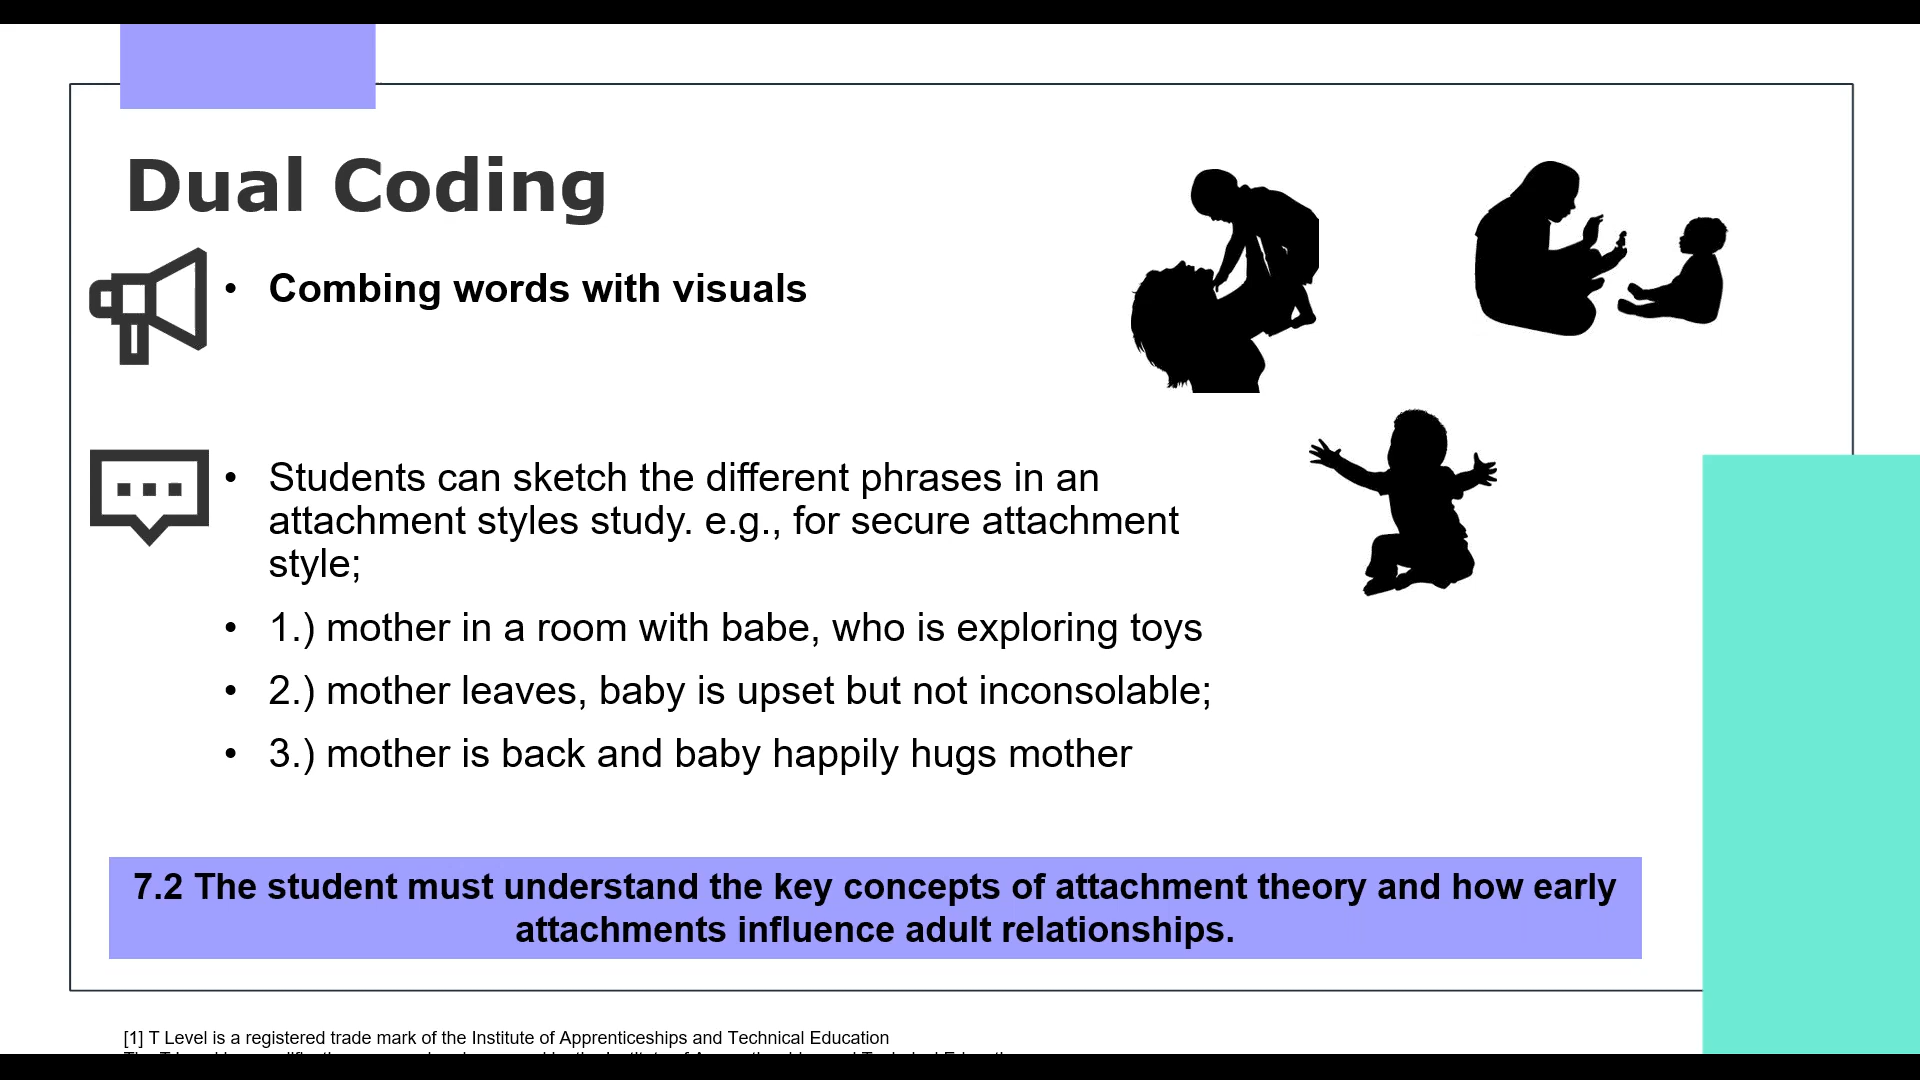 Dual Coding
• Combing words with visuals
• Students can sketch the different phrases in an
attachment styles study. e.g., for secure attachment
style;
• 1.) mother in a room with babe, who is exploring toys
• 2.) mother leaves, baby is upset but not inconsolable;
• 3.) mother is back and baby happily hugs mother
7.2 The student must understand the key concepts of attachment theory and how early
attachments influence adult relationships.
[1] T Level is a registered trade mark of the Institute of Apprenticeships and Technical Education